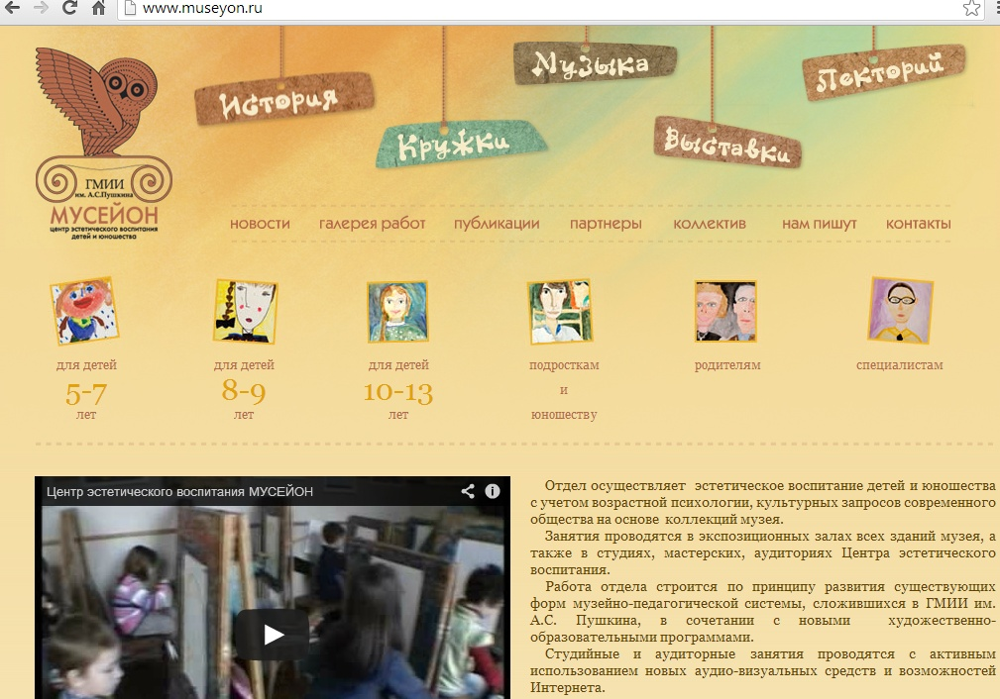 www.museyon.ru
История
Музыка
Лекторий
Кружки
Выставки
ГМИИ
им. А.С.Пушкина
МУСЕЙОН
центр эстетического воспитания
детей и юношества
новости галерея работ публикации партнеры коллектив нам пишут контакты
для детей
5-7
лет
для детей
8-9
лет
для детей
10-13
лет
подросткам
и
юношеству
родителям
специалистам
Центр эстетического воспитания МУСЕЙОН
Отдел осуществляет эстетическое воспитание детей и юношества
с учетом возрастной психологии, культурных запросов современного
общества на основе коллекций музея.
Занятия проводятся в экспозиционных залах всех зданий музея, а
также в студиях, мастерских, аудиториях Центра эстетического
воспитания.
Работа отдела строится по принципу развития существующих
форм музейно-педагогической системы, сложившихся в ГМИИ им.
А.С. Пушкина, в сочетании с новыми художественно-
образовательными программами.
Студийные и аудиторные занятия проводятся с активным
использованием новых аудио-визуальных средств и возможностей
Интернета.